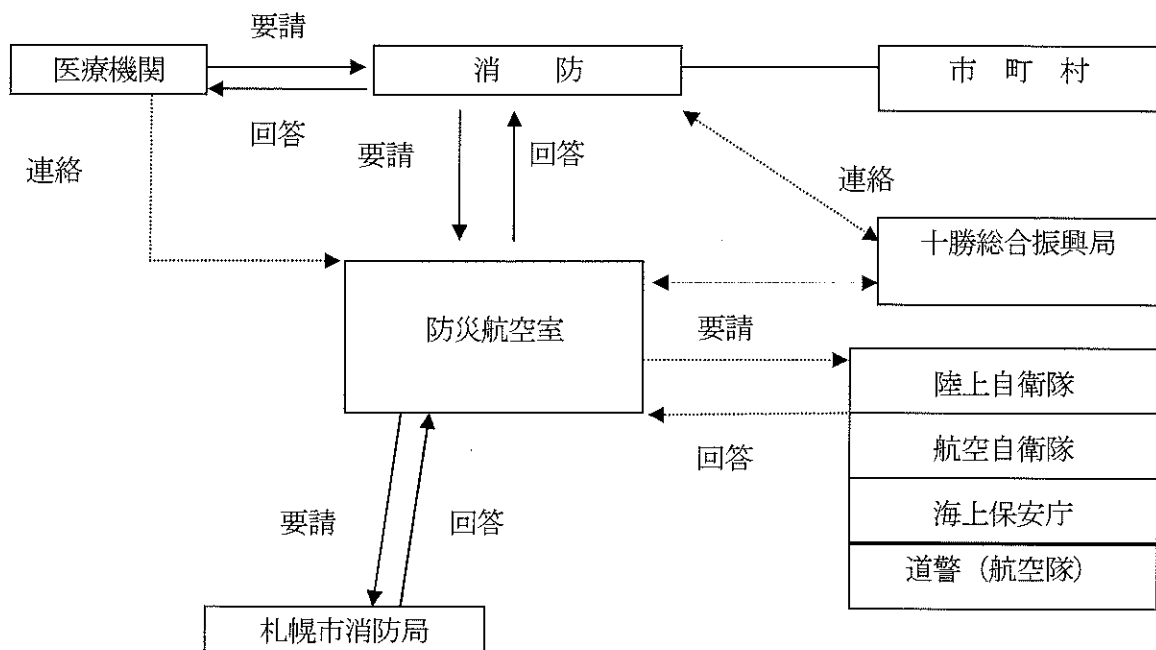 要請
医療機関
消 防
市 町 村
回答
要請
回答
連絡
連絡
十勝総合振興局
防災航空室
要請
陸上自衛隊
回答
航空自衛隊
海上保安庁
要請
回答
道警（航空隊）
札幌市消防局